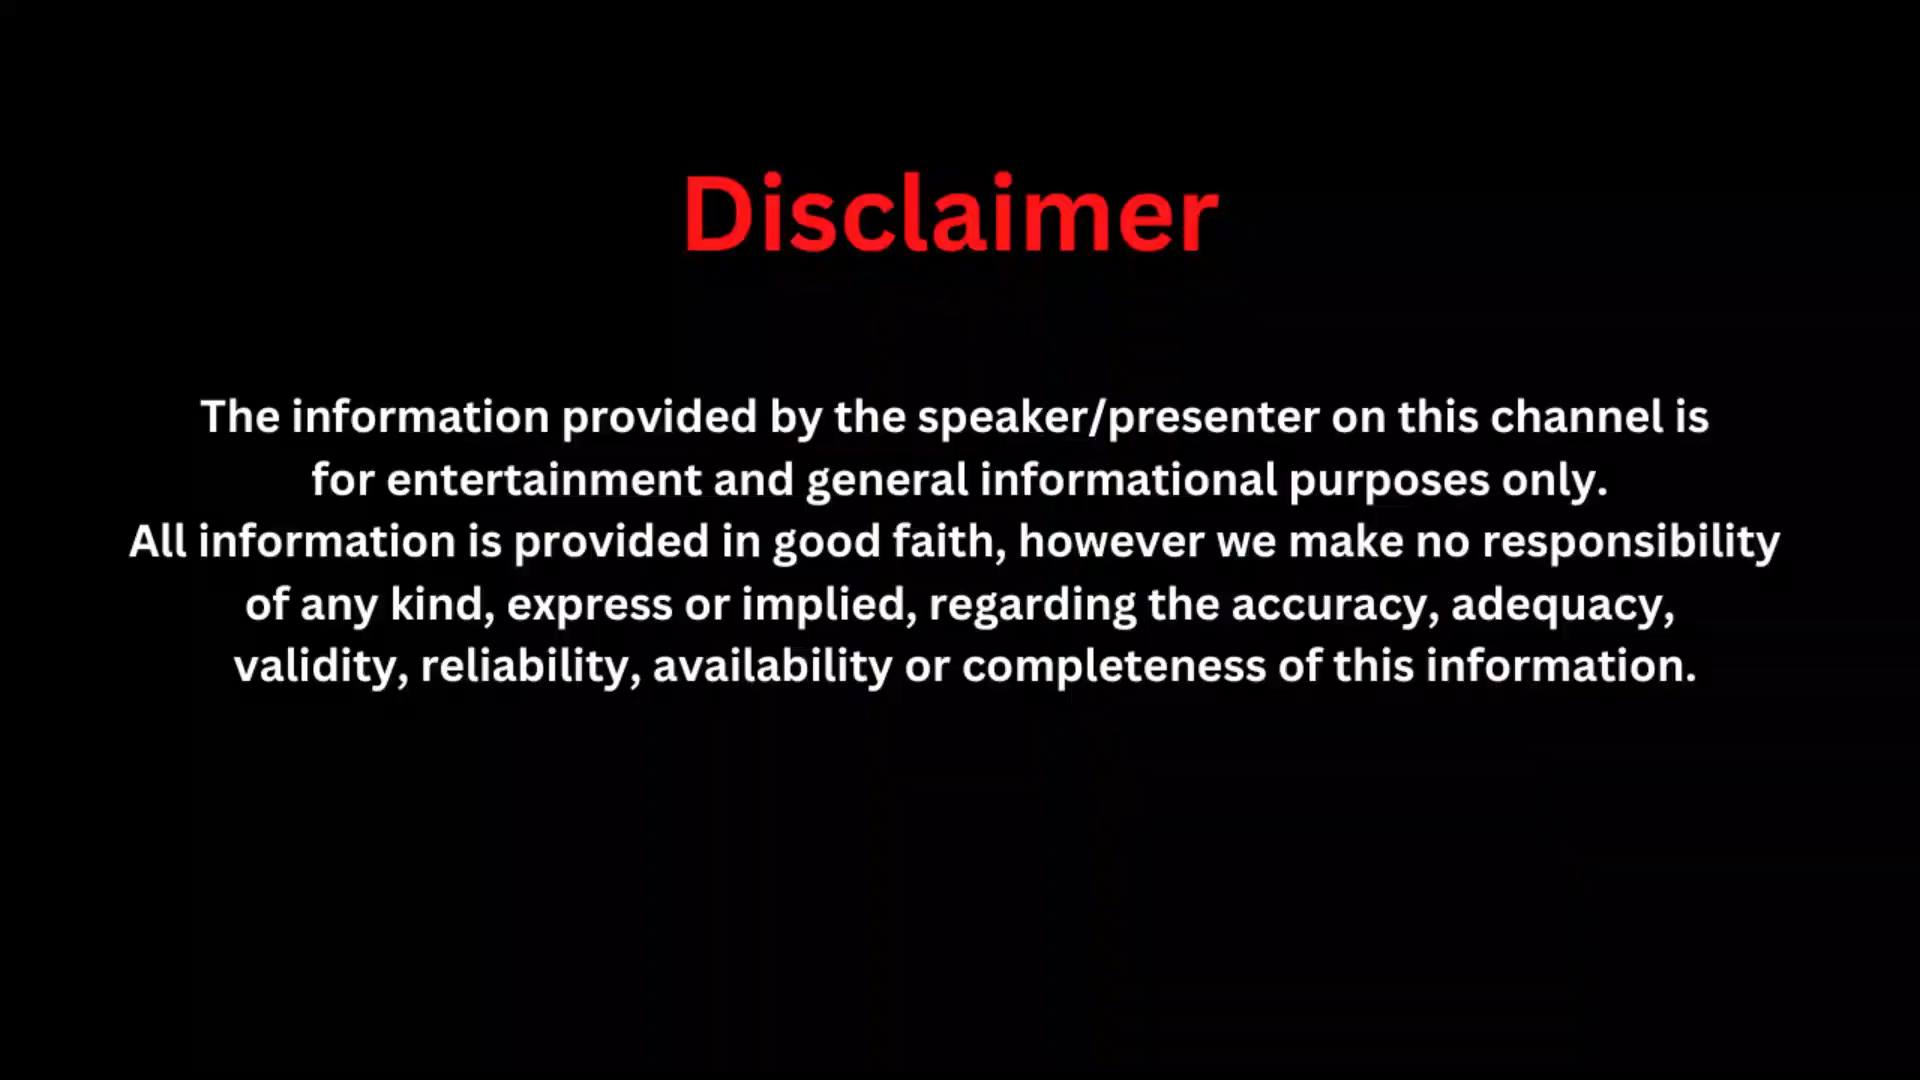 Disclaimer
The information provided by the speaker/presenter on this channel is
for entertainment and general informational purposes only.
All information is provided in good faith, however we make no responsibility
of any kind, express or implied, regarding the accuracy, adequacy,
validity, reliability, availability or completeness of this information.